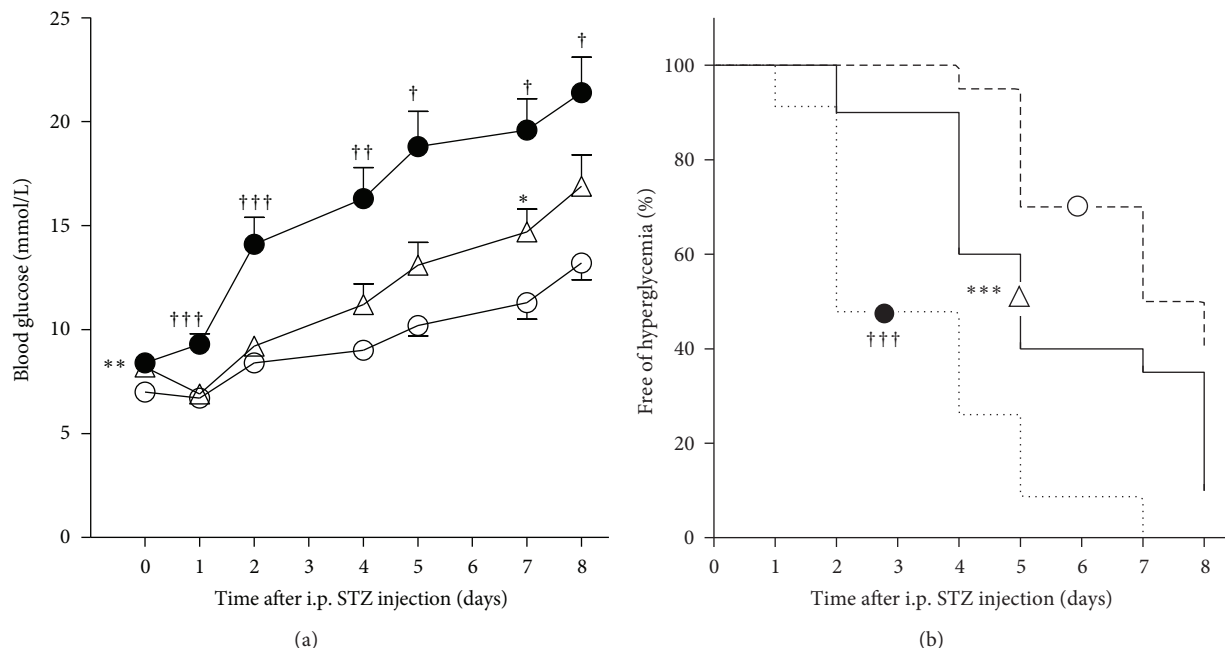 25
20
15
10
5
0
Blood glucose (mmol/L)
**
†††
†††
††
†
†
†
*
0 1 2 4 5 7 8
Time after i.p. STZ injection (days)
(a)
100
80
60
40
20
0
Free of hyperglycemia (%)
***
†††
0 1 2 3 4 5 6 7 8
Time after i.p. STZ injection (days)
(b)